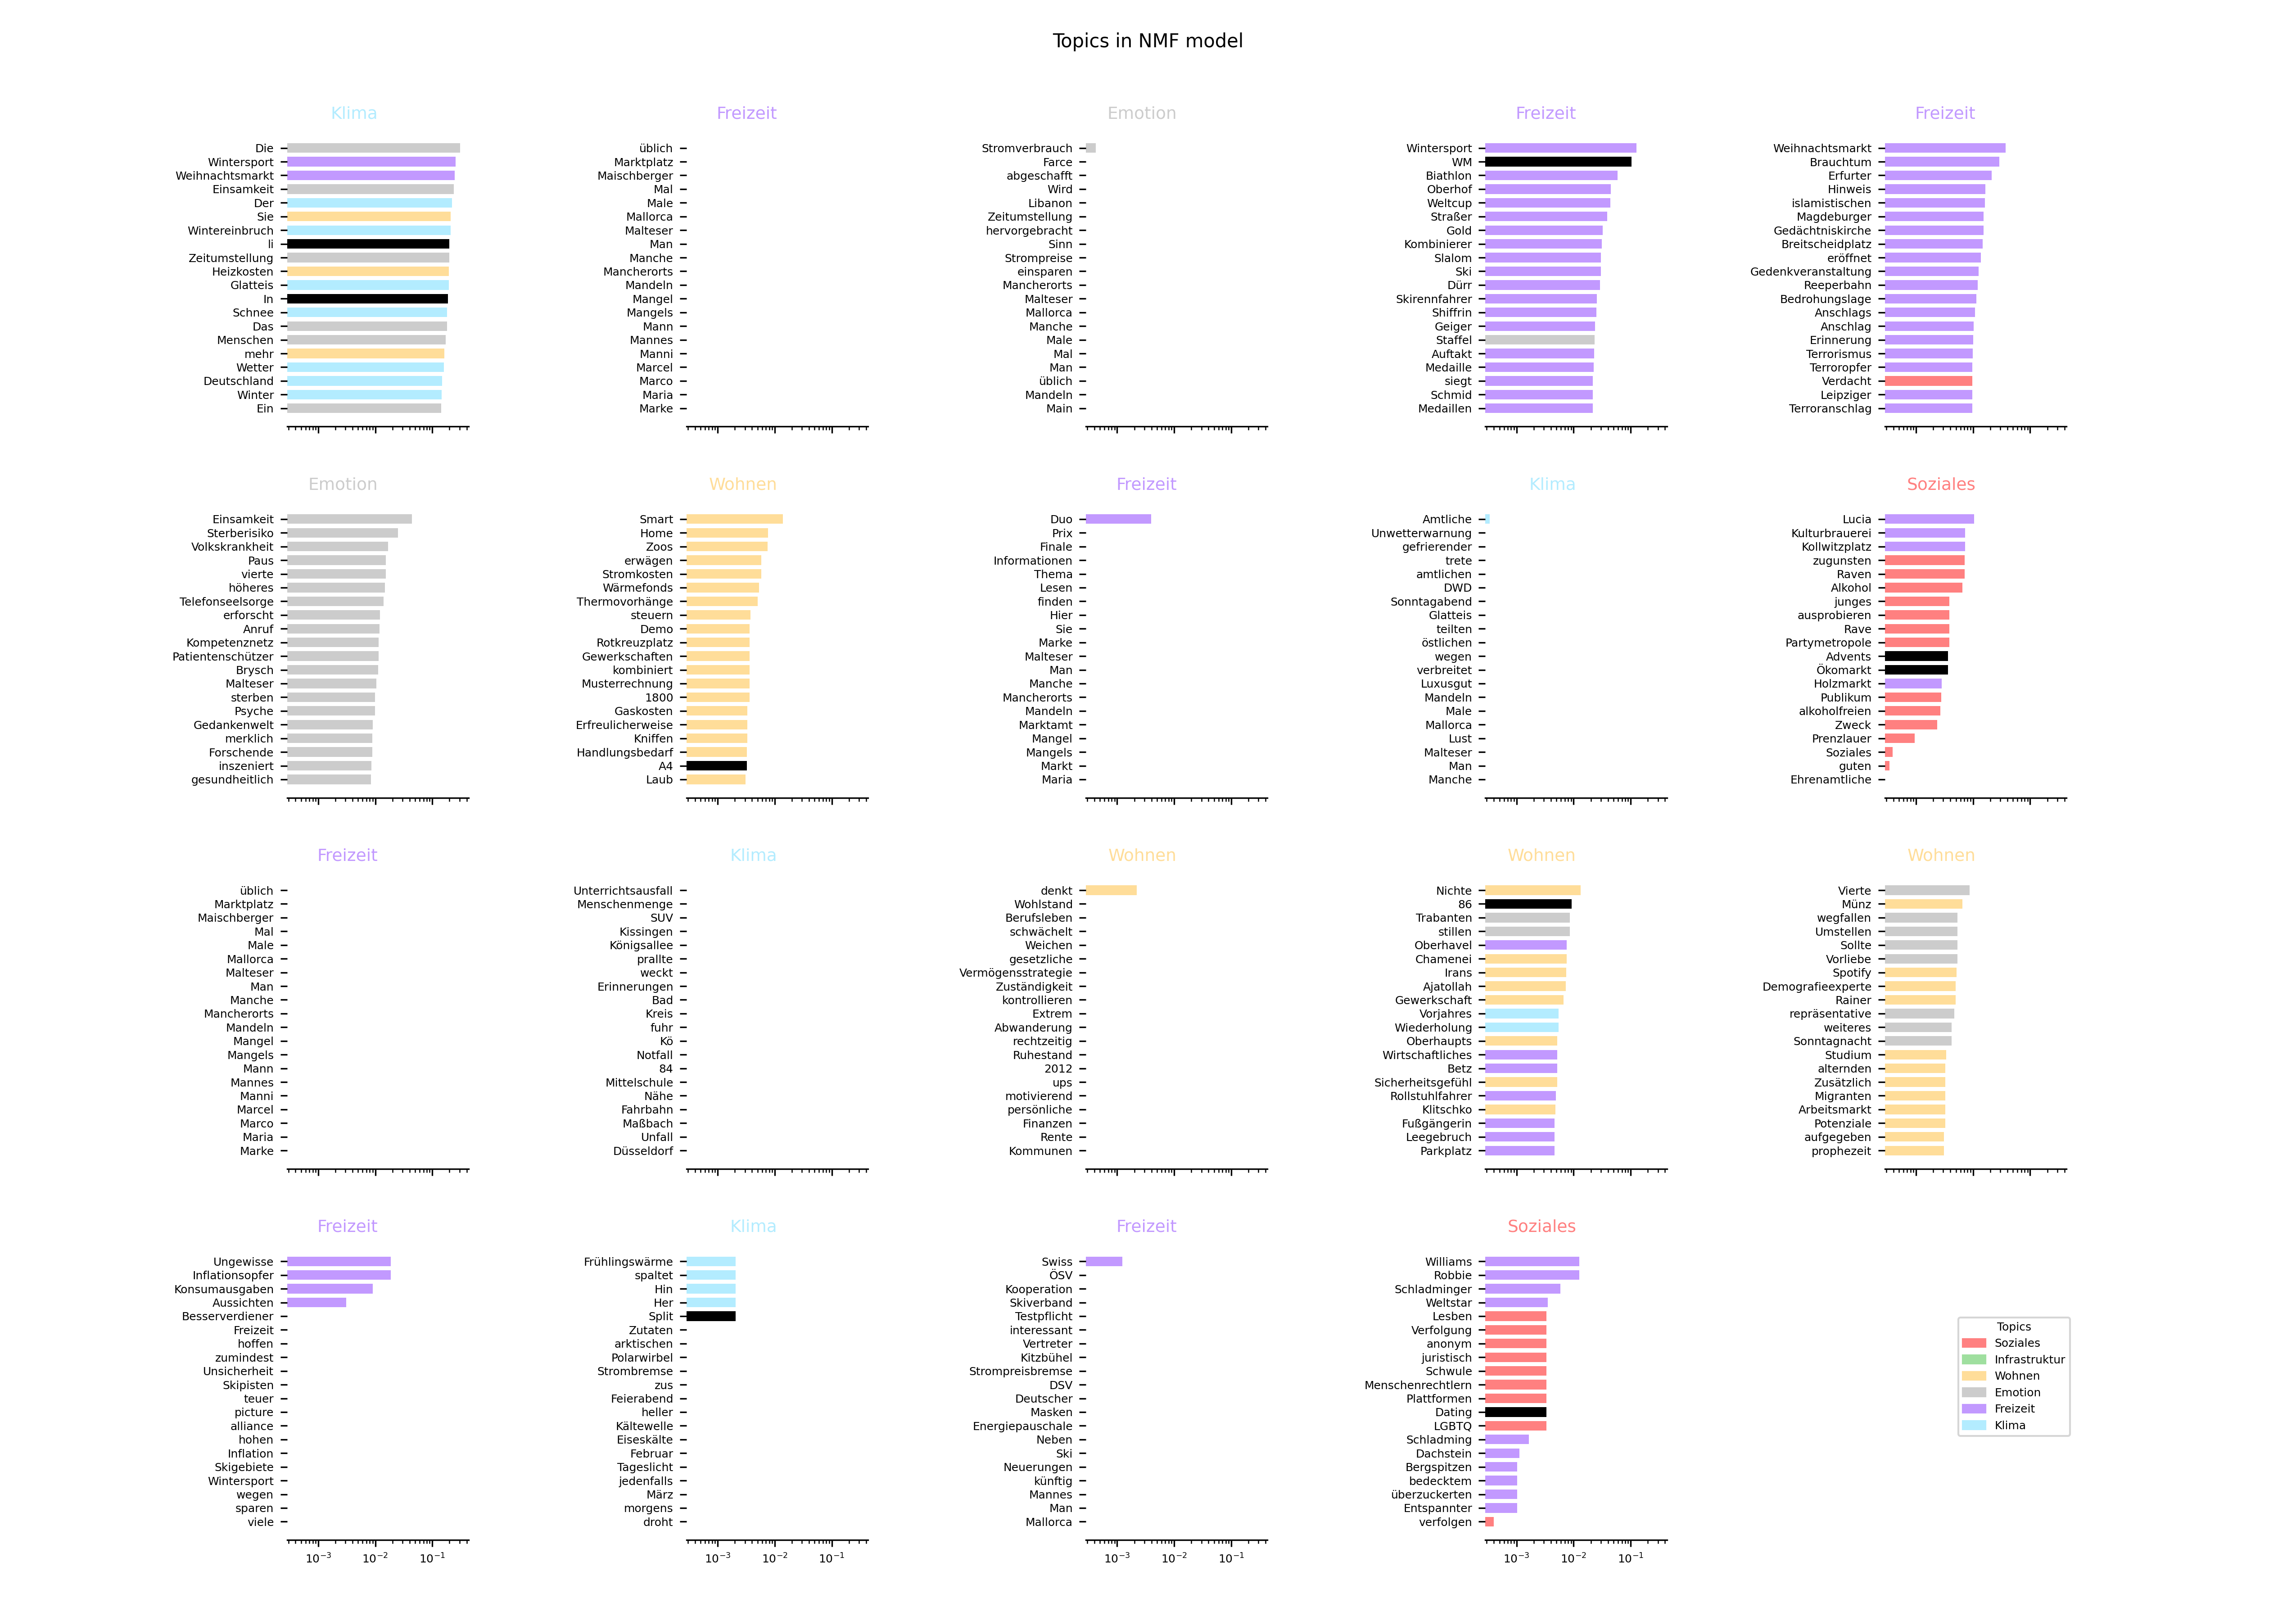 Topics in NMF model
Klima
Die
Wintersport
Weihnachtsmarkt
Einsamkeit
Der
Sie
Wintereinbruch
li
Zeitumstellung
Heizkosten
Glatteis
In
Schnee
Das
Menschen
mehr
Wetter
Deutschland
Winter
Ein
Freizeit
üblich
Marktplatz
Maischberger
Mal
Male
Mallorca
Malteser
Man
Manche
Mancherorts
Mandeln
Mangel
Mangels
Mann
Mannes
Manni
Marcel
Marco
Maria
Marke
Emotion
Stromverbrauch
Farce
abgeschafft
Wird
Libanon
Zeitumstellung
hervorgebracht
Sinn
Strompreise
einsparen
Mancherorts
Malteser
Mallorca
Manche
Male
Mal
Man
üblich
Mandeln
Main
Freizeit
Wintersport
WM
Biathlon
Oberhof
Weltcup
Straßer
Gold
Kombinierer
Slalom
Ski
Dürr
Skirennfahrer
Shiffrin
Geiger
Staffel
Auftakt
Medaille
siegt
Schmid
Medaillen
Freizeit
Weihnachtsmarkt
Brauchtum
Erfurter
Hinweis
islamistischen
Magdeburger
Gedächtniskirche
Breitscheidplatz
eröffnet
Gedenkveranstaltung
Reeperbahn
Bedrohungslage
Anschlags
Anschlag
Erinnerung
Terrorismus
Terroropfer
Verdacht
Leipziger
Terroranschlag
Emotion
Einsamkeit
Sterberisiko
Volkskrankheit
Paus
vierte
höheres
Telefonseelsorge
erforscht
Anruf
Kompetenznetz
Patientenschützer
Brysch
Malteser
sterben
Psyche
Gedankenwelt
merklich
Forschende
inszeniert
gesundheitlich
Wohnen
Smart
Home
Zoos
erwägen
Stromkosten
Wärmefonds
Thermovorhänge
steuern
Demo
Rotkreuzplatz
Gewerkschaften
kombiniert
Musterrechnung
1800
Gaskosten
Erfreulicherweise
Kniffen
Handlungsbedarf
A4
Laub
Freizeit
Duo
Prix
Finale
Informationen
Thema
Lesen
finden
Hier
Sie
Marke
Malteser
Man
Manche
Mancherorts
Mandeln
Marktamt
Mangel
Mangels
Markt
Maria
Klima
Amtliche
Unwetterwarnung
gefrierender
trete
amtlichen
DWD
Sonntagabend
Glatteis
teilten
östlichen
wegen
verbreitet
Luxusgut
Mandeln
Male
Mallorca
Lust
Malteser
Man
Manche
Soziales
Lucia
Kulturbrauerei
Kollwitzplatz
zugunsten
Raven
Alkohol
junges
ausprobieren
Rave
Partymetropole
Advents
Ökomarkt
Holzmarkt
Publikum
alkoholfreien
Zweck
Prenzlauer
Soziales
guten
Ehrenamtliche
Freizeit
üblich
Marktplatz
Maischberger
Mal
Male
Mallorca
Malteser
Man
Manche
Mancherorts
Mandeln
Mangel
Mangels
Mann
Mannes
Manni
Marcel
Marco
Maria
Marke
Klima
Unterrichtsausfall
Menschenmenge
SUV
Kissingen
Königsallee
prallte
weckt
Erinnerungen
Bad
Kreis
fuhr
Kö
Notfall
84
Mittelschule
Nähe
Fahrbahn
Maßbach
Unfall
Düsseldorf
Wohnen
denkt
Wohlstand
Berufsleben
schwächelt
Weichen
gesetzliche
Vermögensstrategie
Zuständigkeit
kontrollieren
Extrem
Abwanderung
rechtzeitig
Ruhestand
2012
ups
motivierend
persönliche
Finanzen
Rente
Kommunen
Wohnen
Nichte
86
Trabanten
stillen
Oberhavel
Chamenei
Irans
Ajatollah
Gewerkschaft
Vorjahres
Wiederholung
Oberhaupts
Wirtschaftliches
Betz
Sicherheitsgefühl
Rollstuhlfahrer
Klitschko
Fußgängerin
Leegebruch
Parkplatz
Wohnen
Vierte
Münz
wegfallen
Umstellen
Sollte
Vorliebe
Spotify
Demografieexperte
Rainer
repräsentative
weiteres
Sonntagnacht
Studium
alternden
Zusätzlich
Migranten
Arbeitsmarkt
Potenziale
aufgegeben
prophezeit
Freizeit
Ungewisse
Inflationsopfer
Konsumausgaben
Aussichten
Besserverdiener
Freizeit
hoffen
zumindest
Unsicherheit
Skipisten
teuer
picture
alliance
hohen
Inflation
Skigebiete
Wintersport
wegen
sparen
viele
10⁻³ 10⁻² 10⁻¹
Klima
Frühlingswärme
spaltet
Hin
Her
Split
Zutaten
arktischen
Polarwirbel
Strombremse
zus
Feierabend
heller
Kältewelle
Eiseskälte
Februar
Tageslicht
jedenfalls
März
morgens
droht
10⁻³ 10⁻² 10⁻¹
Freizeit
Swiss
ÖSV
Kooperation
Skiverband
Testpflicht
interessant
Vertreter
Kitzbühel
Strompreisbremse
DSV
Deutscher
Masken
Energiepauschale
Neben
Ski
Neuerungen
künftig
Mannes
Man
Mallorca
10⁻³ 10⁻² 10⁻¹
Soziales
Williams
Robbie
Schladminger
Weltstar
Lesben
Verfolgung
anonym
juristisch
Schwule
Menschenrechtlern
Plattformen
Dating
LGBTQ
Schladming
Dachstein
Bergspitzen
bedecktem
überzuckerten
Entspannter
verfolgen
10⁻³ 10⁻² 10⁻¹
Topics
Soziales
Infrastruktur
Wohnen
Emotion
Freizeit
Klima